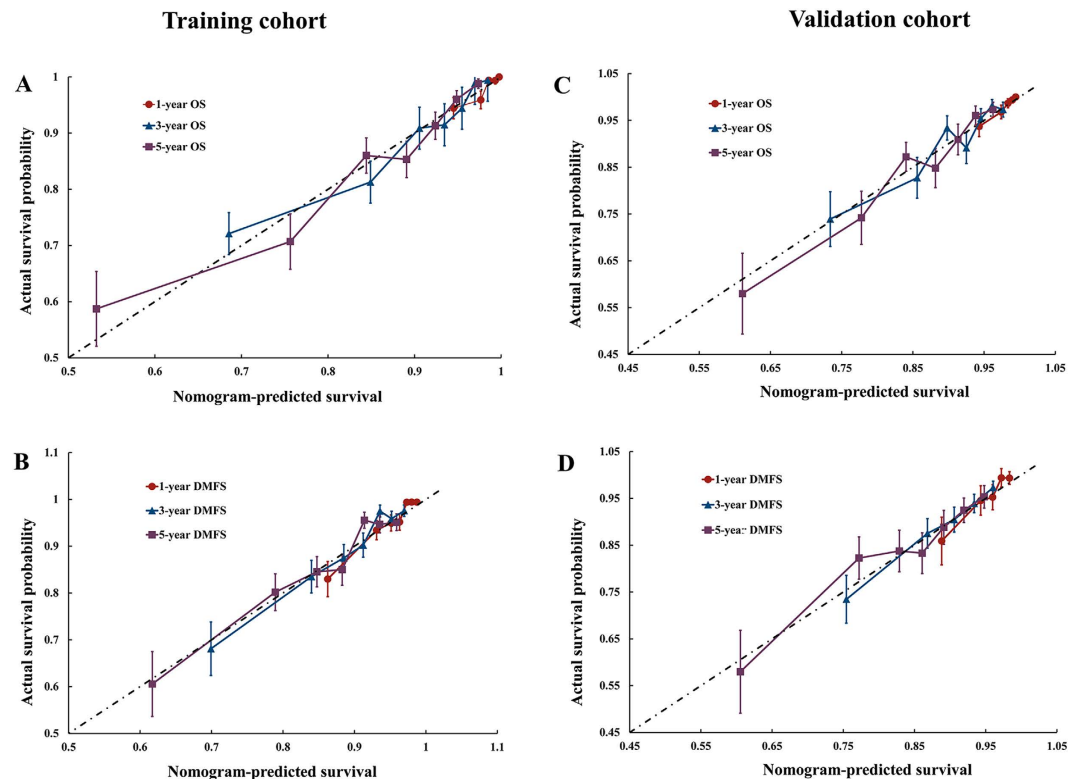 Training cohort
Validation cohort
A
1
0.9
0.8
0.7
0.6
0.5
0.5
0.6
0.7
0.8
0.9
1
Actual survival probability
Nomogram-predicted survival
1-year OS
3-year OS
5-year OS
C
1.05
0.95
0.85
0.75
0.65
0.55
0.45
0.45
0.55
0.65
0.75
0.85
0.95
1.05
Actual survival probability
Nomogram-predicted survival
1-year OS
3-year OS
5-year OS
B
1.1
1
0.9
0.8
0.7
0.6
0.5
0.5
0.6
0.7
0.8
0.9
1
1.1
Actual survival probability
Nomogram-predicted survival
1-year DMFS
3-year DMFS
5-year DMFS
D
1.05
0.95
0.85
0.75
0.65
0.55
0.45
0.45
0.55
0.65
0.75
0.85
0.95
1.05
Actual survival probability
Nomogram-predicted survival
1-year DMFS
3-year DMFS
5-year DMFS